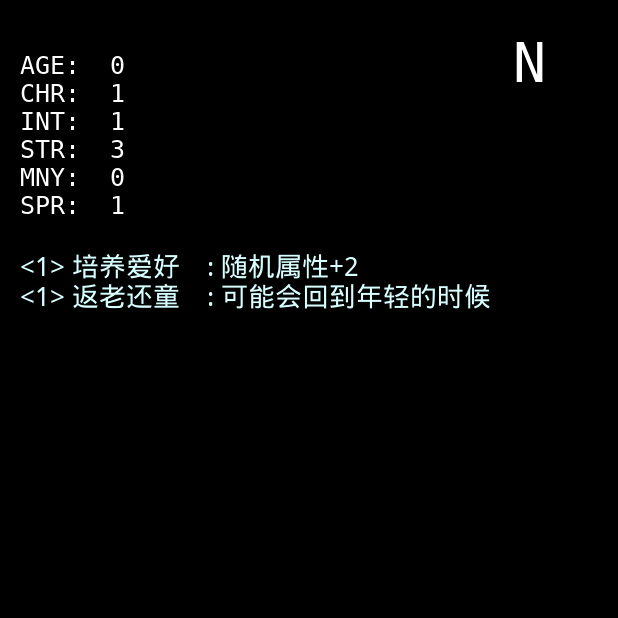 N
AGE: 0
CHR: 1
INT: 1
STR: 3
MNY: 0
SPR: 1
<1> 培养爱好 :随机属性+2
<1> 返老还童 :可能会回到年轻的时候